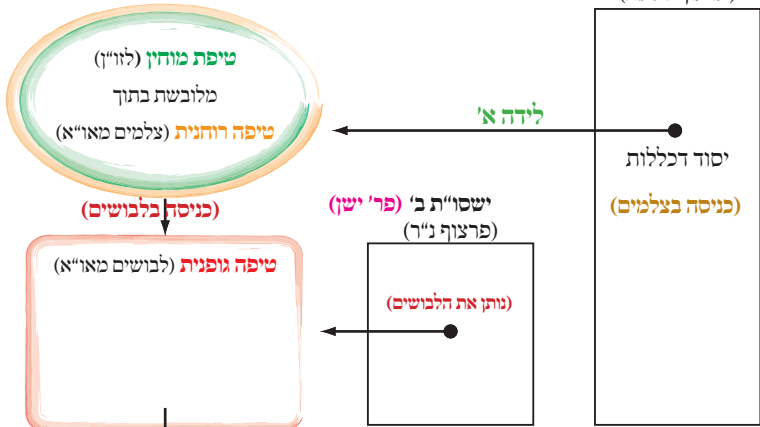 טיפת מוחין (לזו״ן)
מלובשת בתוך
טיפה רוחנית (צלמים מאו״א)
לידה א'
יסוד דכללות
(כניסה בצלמים)
(כניסה בלבושים)
ישסו״ת ב' (פר' ישן)
(פרצוף נ״ר)
טיפה גופנית (לבושים מאו״א)
(נותן את הלבושים)